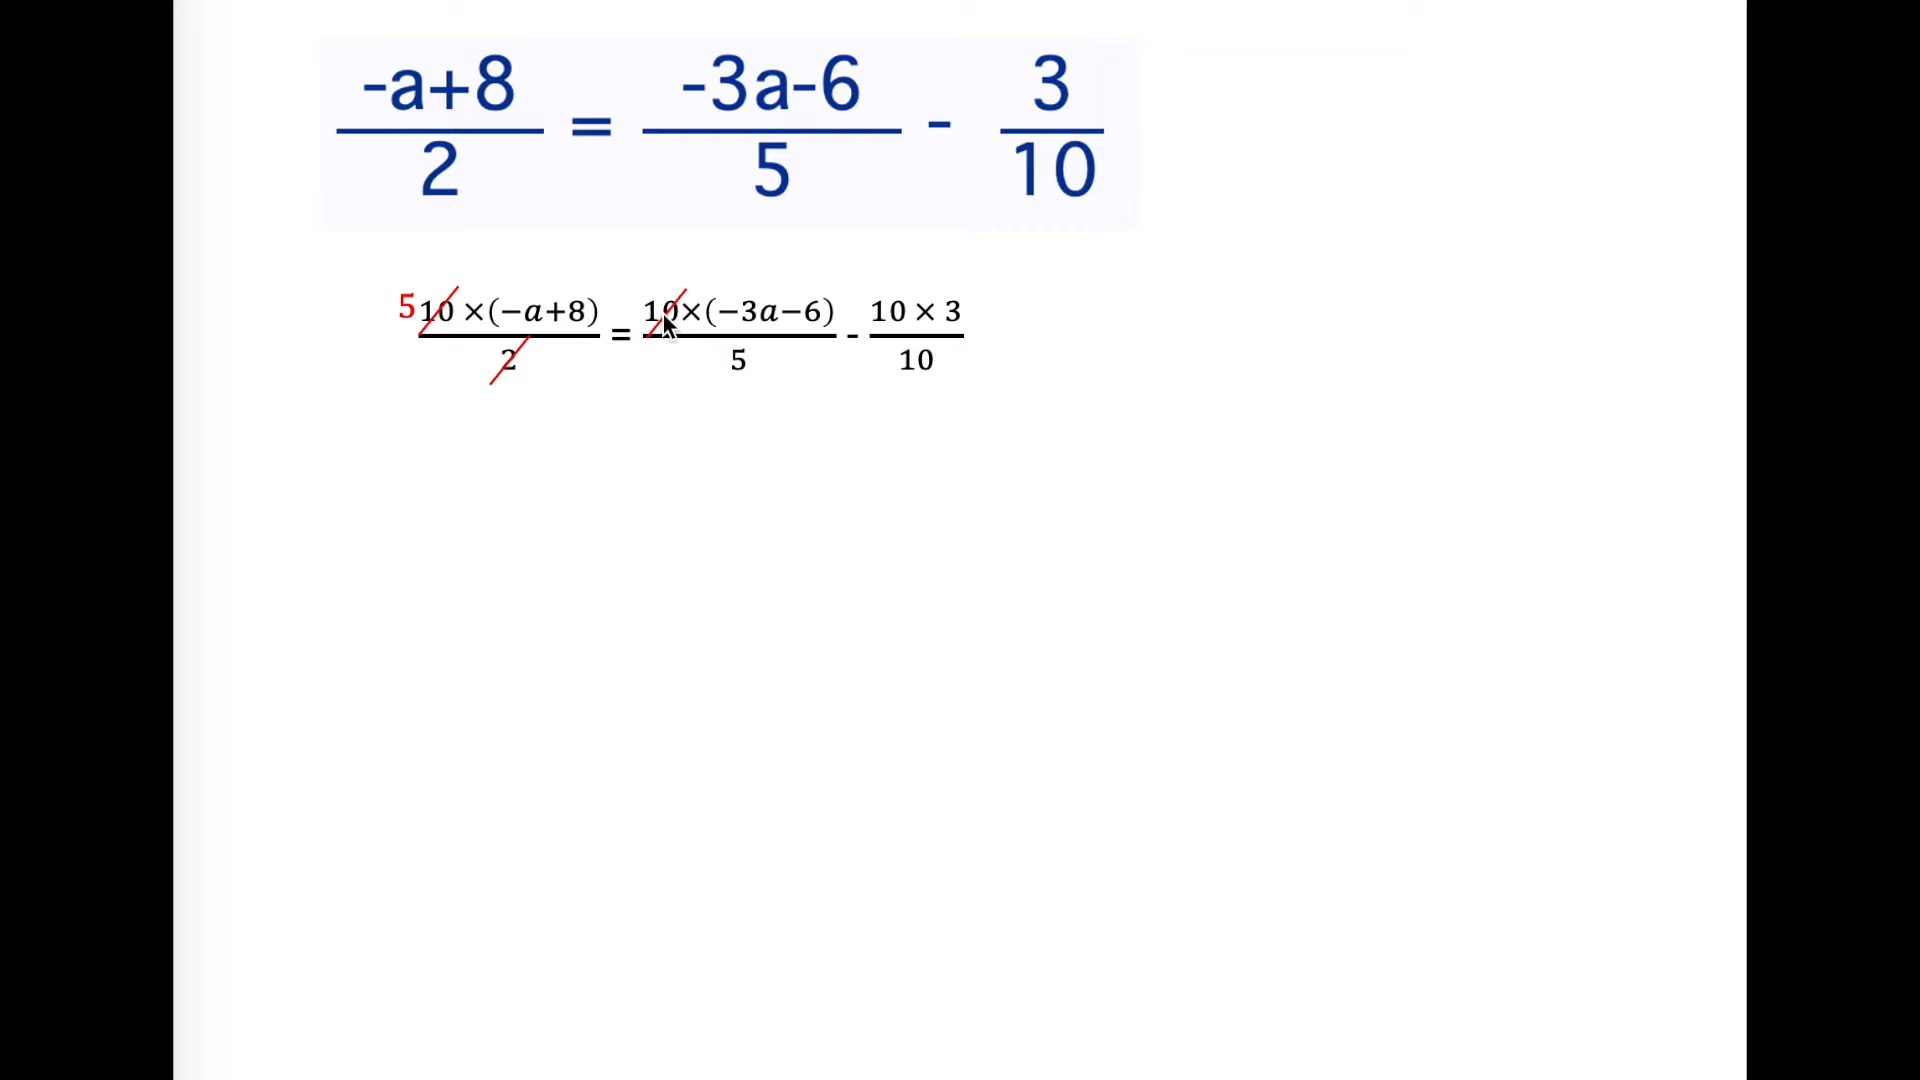 -a+8 / 2 = -3a-6 / 5 - 3 / 10
5 10 ×(−a+8) / 2 = 10×(−3a−6) / 5 - 10 × 3 / 10